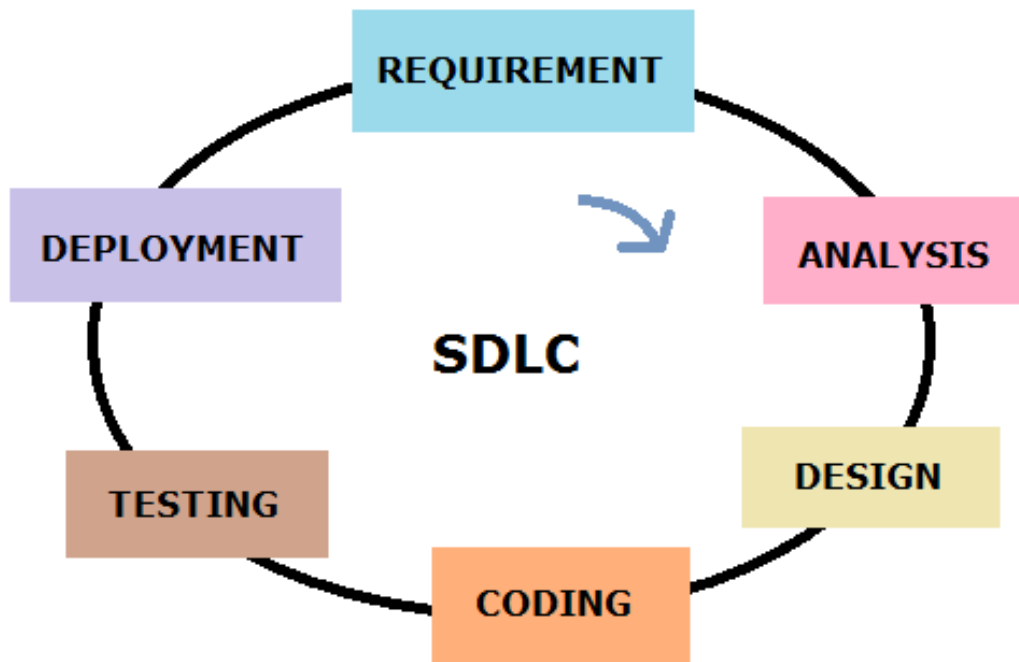 REQUIREMENT
DEPLOYMENT
ANALYSIS
SDLC
DESIGN
TESTING
CODING